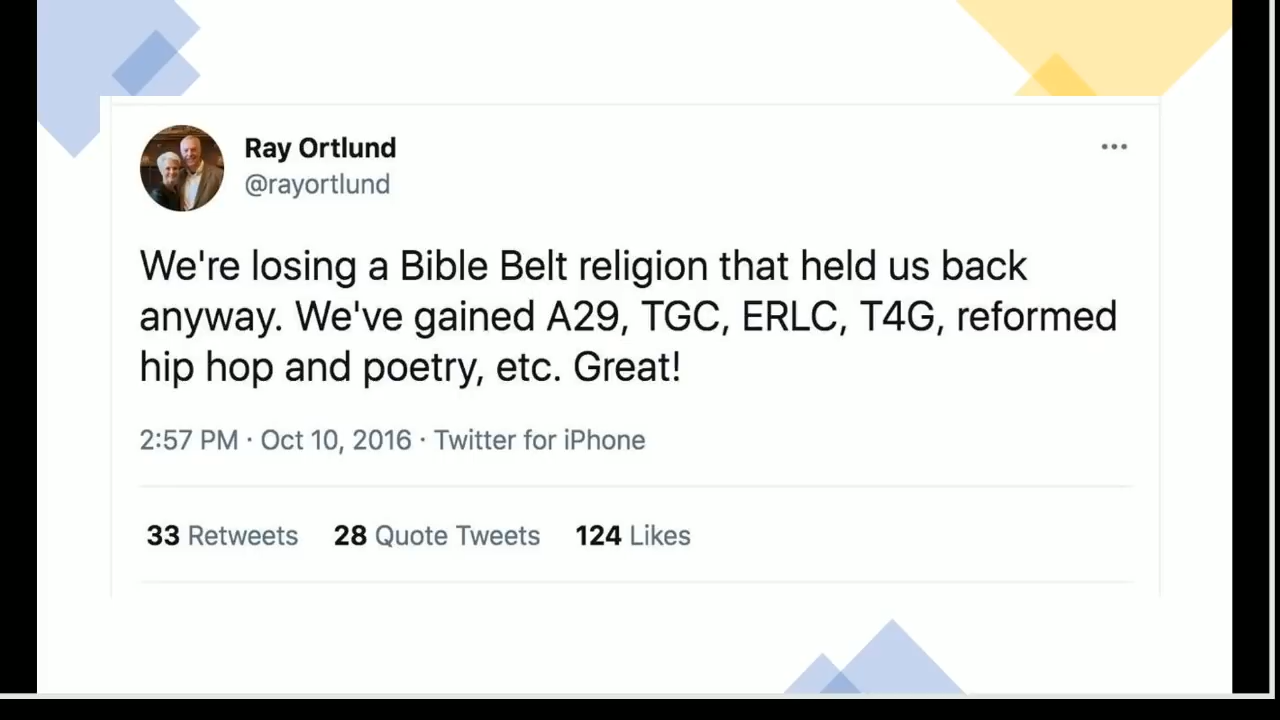 Ray Ortlund
@rayortlund
We're losing a Bible Belt religion that held us back
anyway. We've gained A29, TGC, ERLC, T4G, reformed
hip hop and poetry, etc. Great!
2:57 PM · Oct 10, 2016 · Twitter for iPhone
33 Retweets 28 Quote Tweets 124 Likes